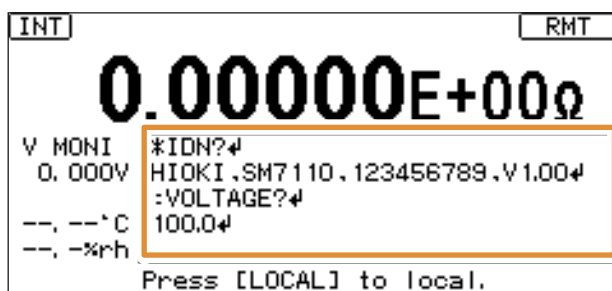 INT RMT
0.00000E+00Ω
V MONI
0.000V
*IDN?↲
HIOKI,SM7110,123456789,V1.00↲
:VOLTAGE?↲
100.0↲
--.--°C
--.-%rh
Press [LOCAL] to local.